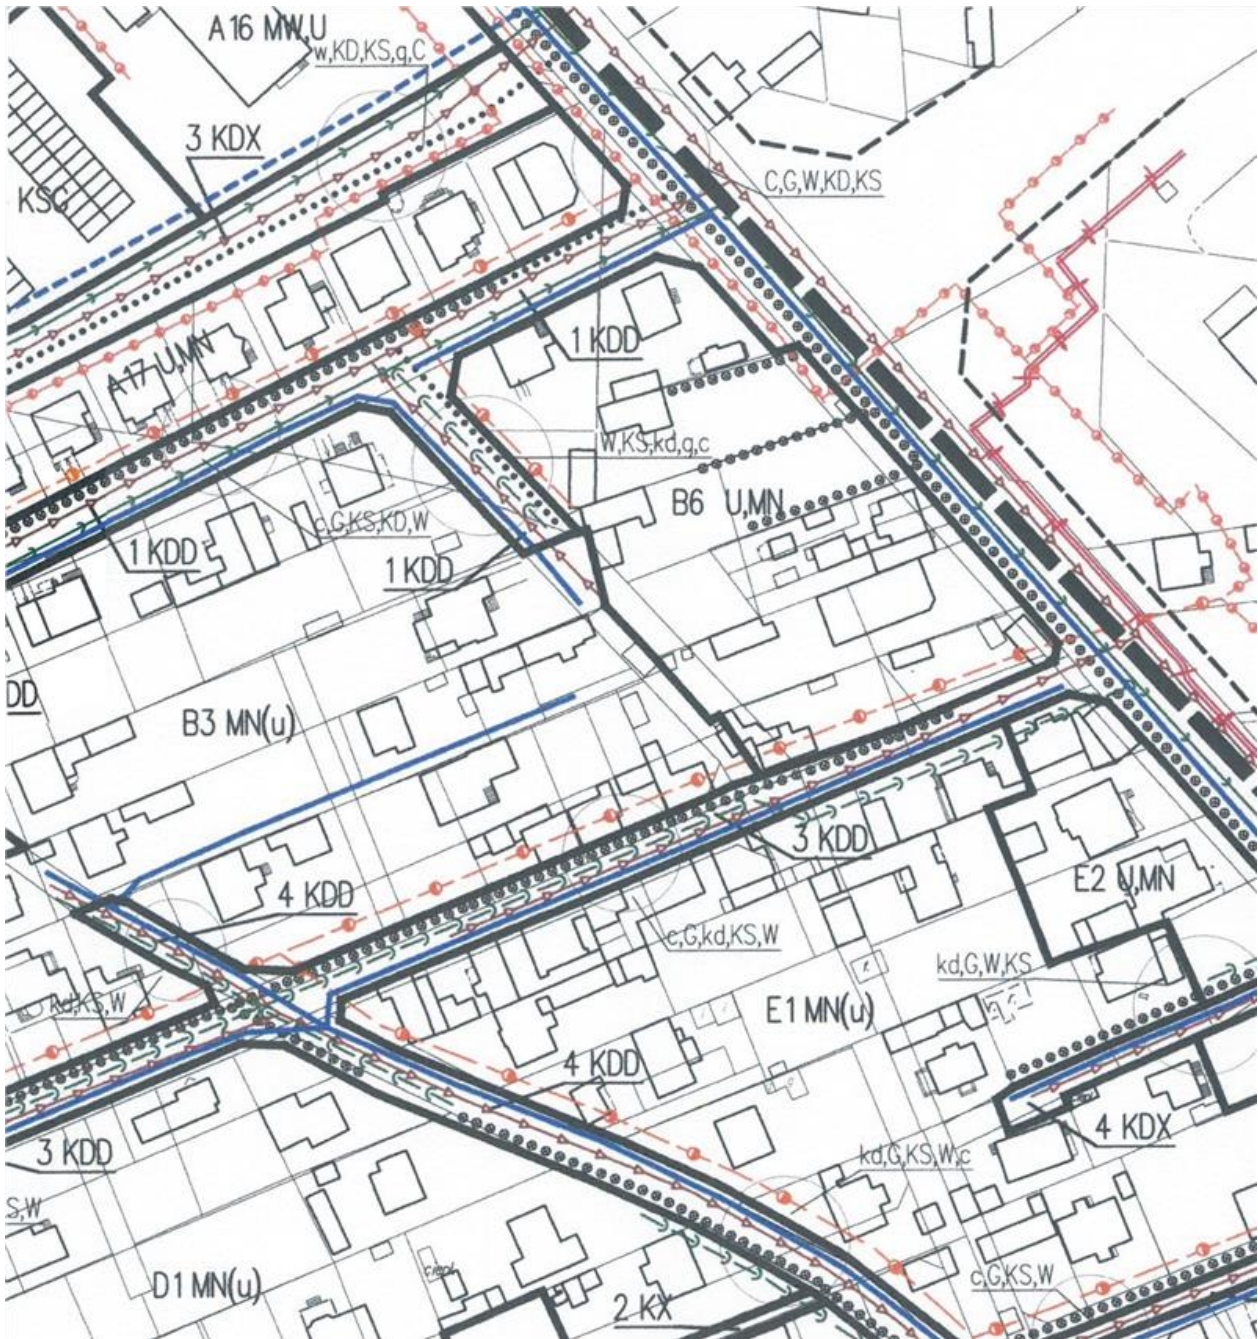 A16 MW,U
w,KD,KS,g,C
3 KDX
KSG
C,G,W,KD,KS
1 KDD
A17 U,MN
W,KS,kd,g,c
B6 U,MN
c,G,KS,KD,W
1 KDD
1 KDD
DD
B3 MN(u)
3 KDD
E2 U,MN
4 KDD
c,G,kd,KS,W
kd,G,W,KS
kd,KS,W
E1 MN(u)
4 KDD
4 KDX
3 KDD
kd,G,KS,W,c
S,W
D1 MN(u)
c,G,KS,W
2 KX